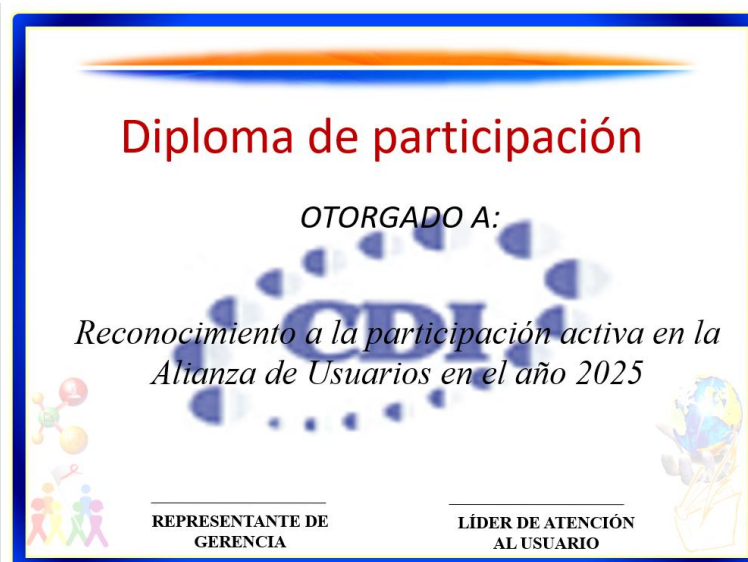 Diploma de participación
OTORGADO A:
CDI
Reconocimiento a la participación activa en la
Alianza de Usuarios en el año 2025
REPRESENTANTE DE
GERENCIA
LÍDER DE ATENCIÓN
AL USUARIO